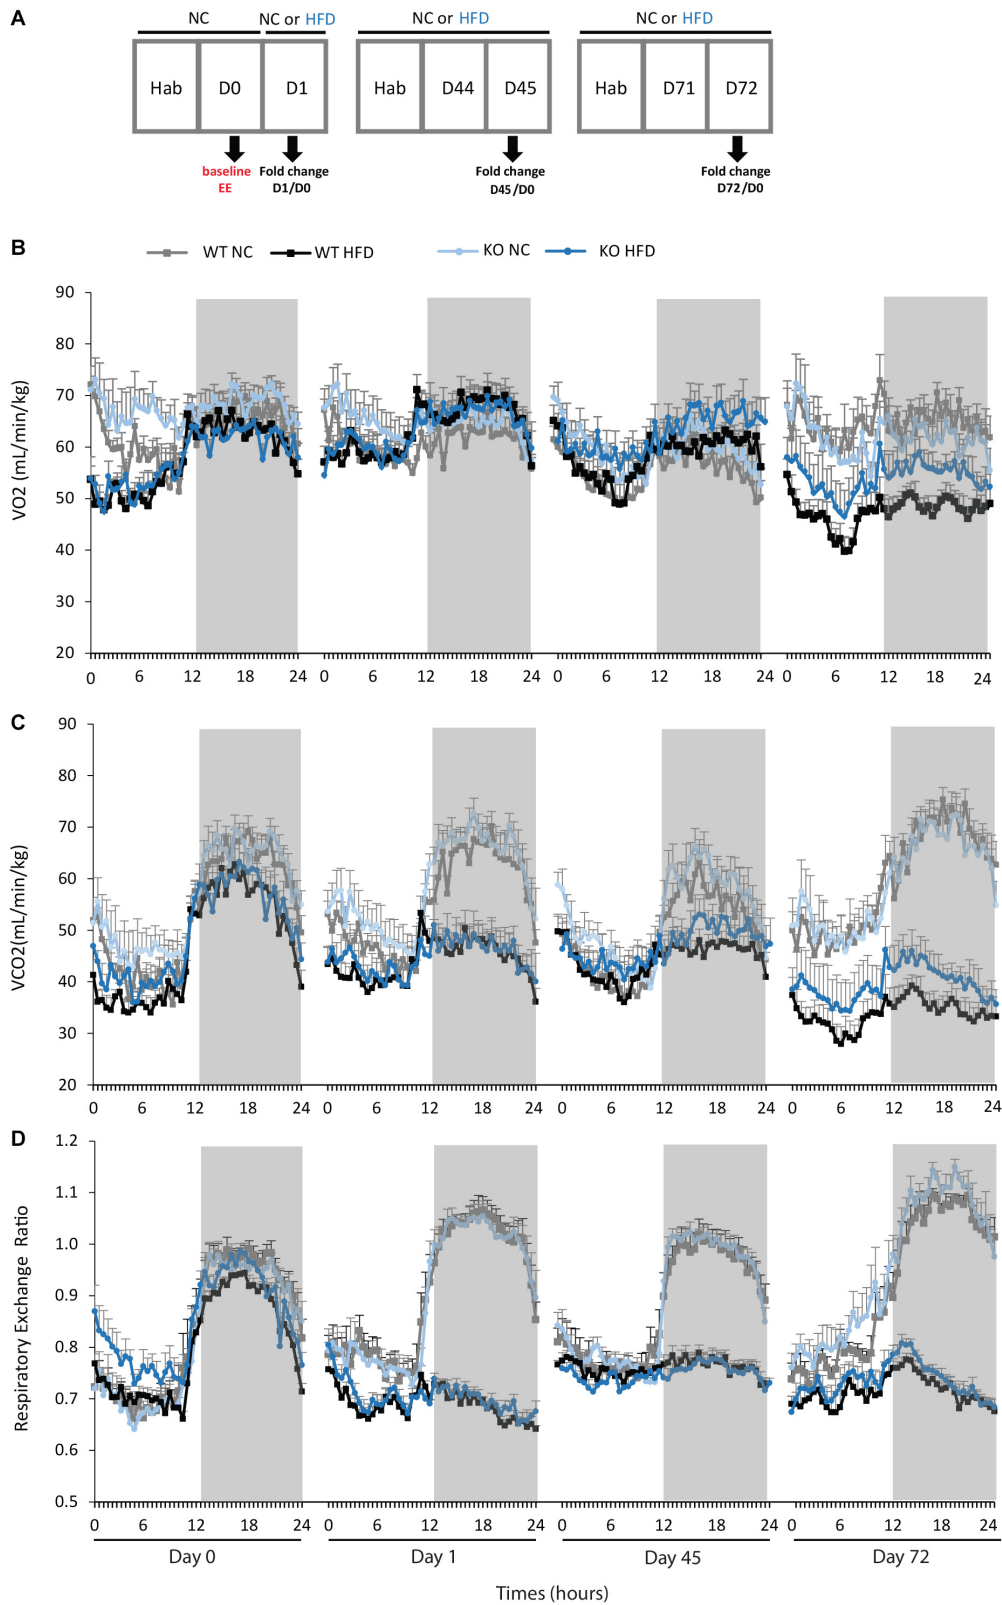 A
NC
NC or HFD
NC or HFD
NC or HFD
Hab
D0
D1
Hab
D44
D45
Hab
D71
D72
baseline
EE
Fold change
D1/D0
Fold change
D45/D0
Fold change
D72/D0
B
WT NC
WT HFD
KO NC
KO HFD
VO2 (mL/min/kg)
90
80
70
60
50
40
30
20
0 6 12 18 24
0 6 12 18 24
0 6 12 18 24
0 6 12 18 24
C
VCO2(mL/min/kg)
90
80
70
60
50
40
30
20
0 6 12 18 24
0 6 12 18 24
0 6 12 18 24
0 6 12 18 24
D
Respiratory Exchange Ratio
1.2
1.1
1.0
0.9
0.8
0.7
0.6
0.5
0 6 12 18 24
0 6 12 18 24
0 6 12 18 24
0 6 12 18 24
Day 0
Day 1
Day 45
Day 72
Times (hours)